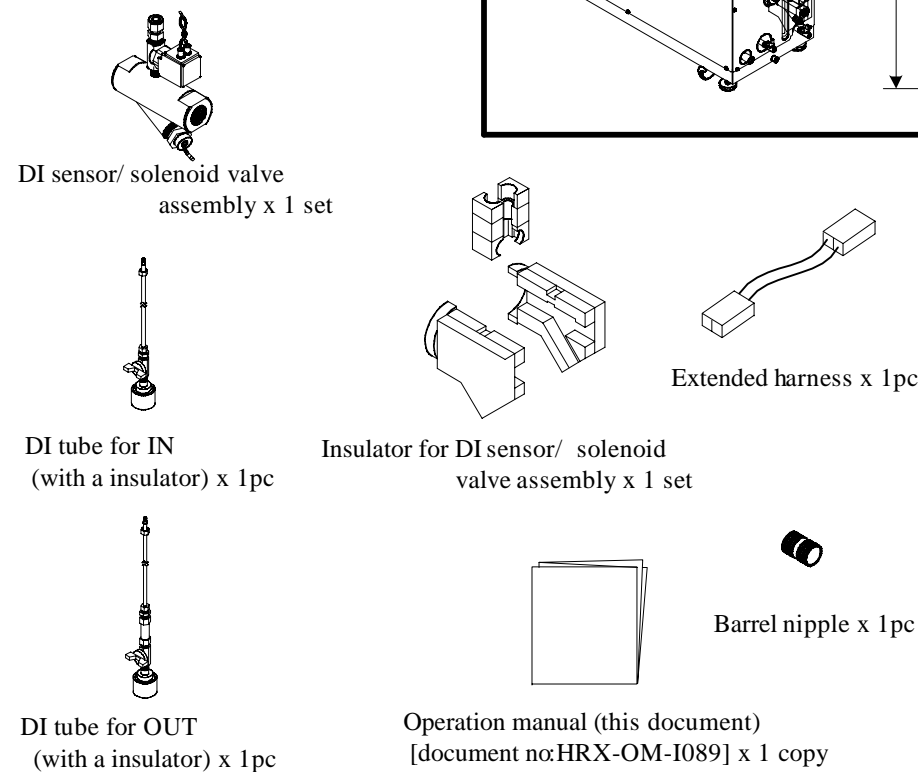 DI sensor/ solenoid valve
assembly x 1 set
Extended harness x 1pc
DI tube for IN
(with a insulator) x 1pc
Insulator for DI sensor/ solenoid
valve assembly x 1 set
Barrel nipple x 1pc
DI tube for OUT
(with a insulator) x 1pc
Operation manual (this document)
[document no:HRX-OM-I089] x 1 copy